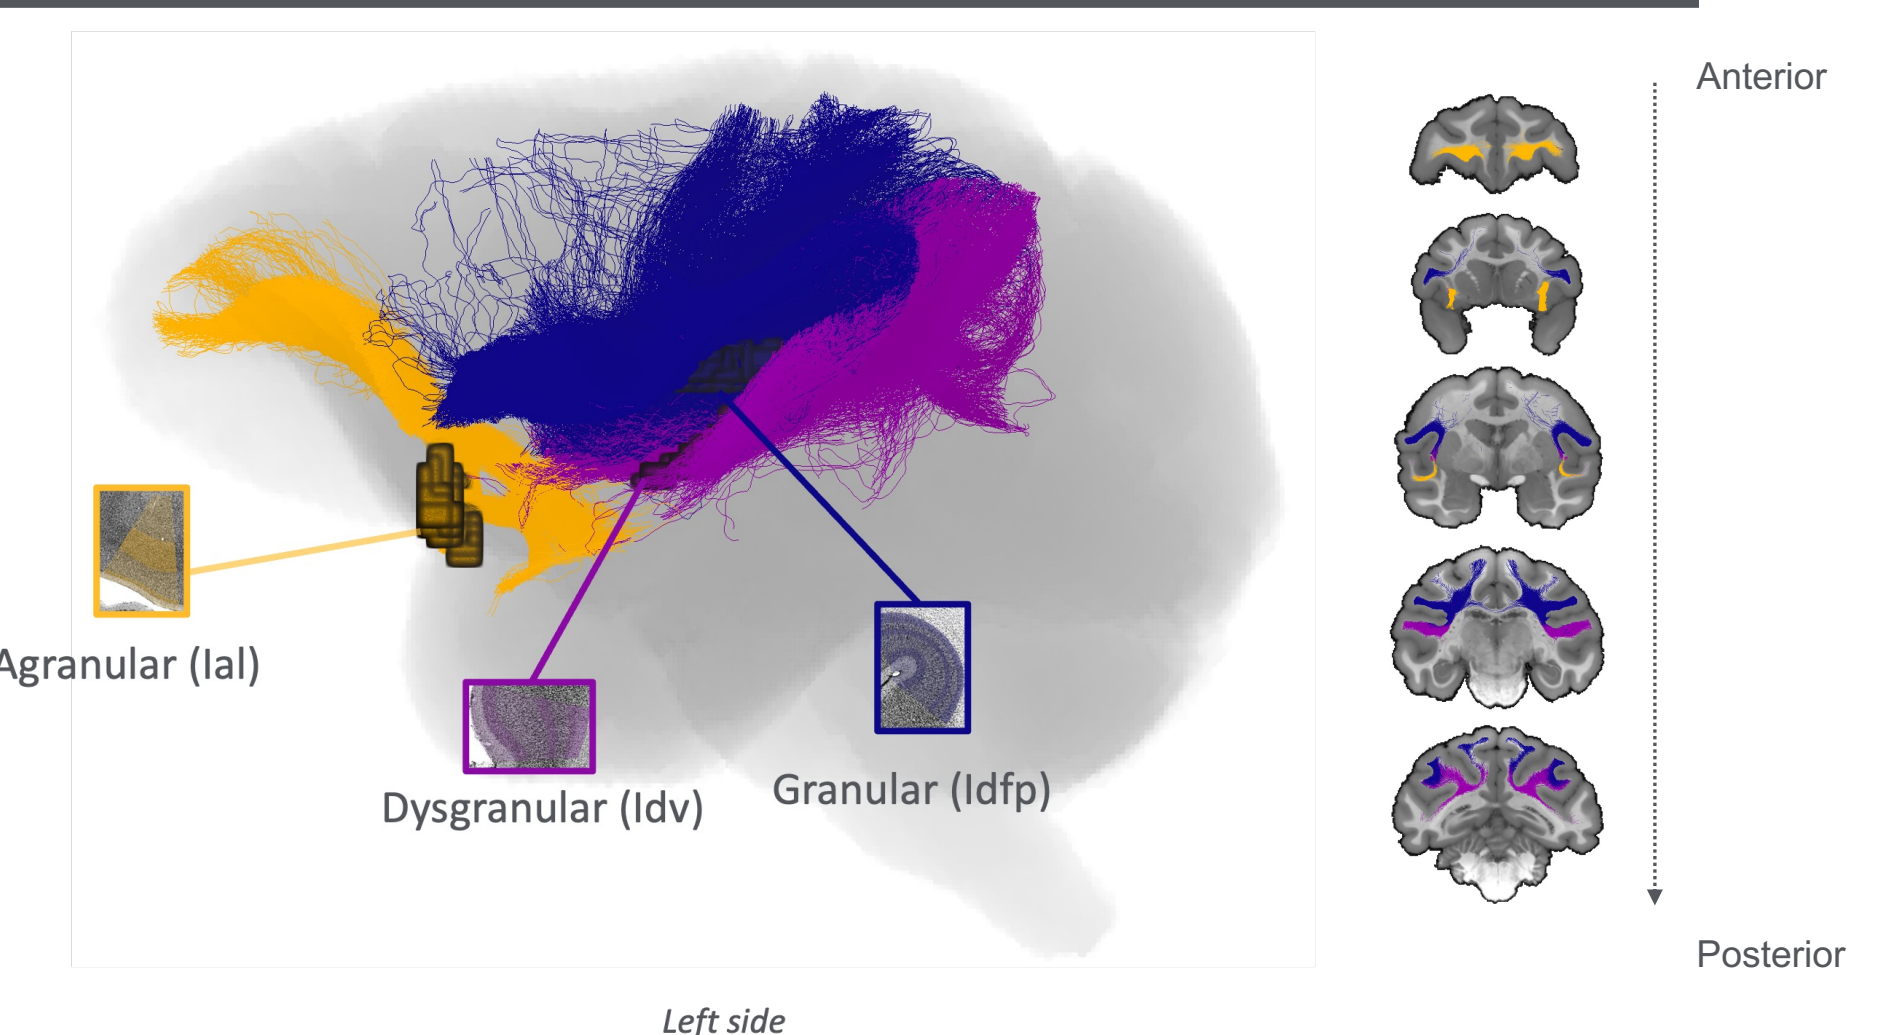 Anterior
Agranular (Ial)
Dysgranular (Idv)
Granular (Idfp)
Posterior
Left side